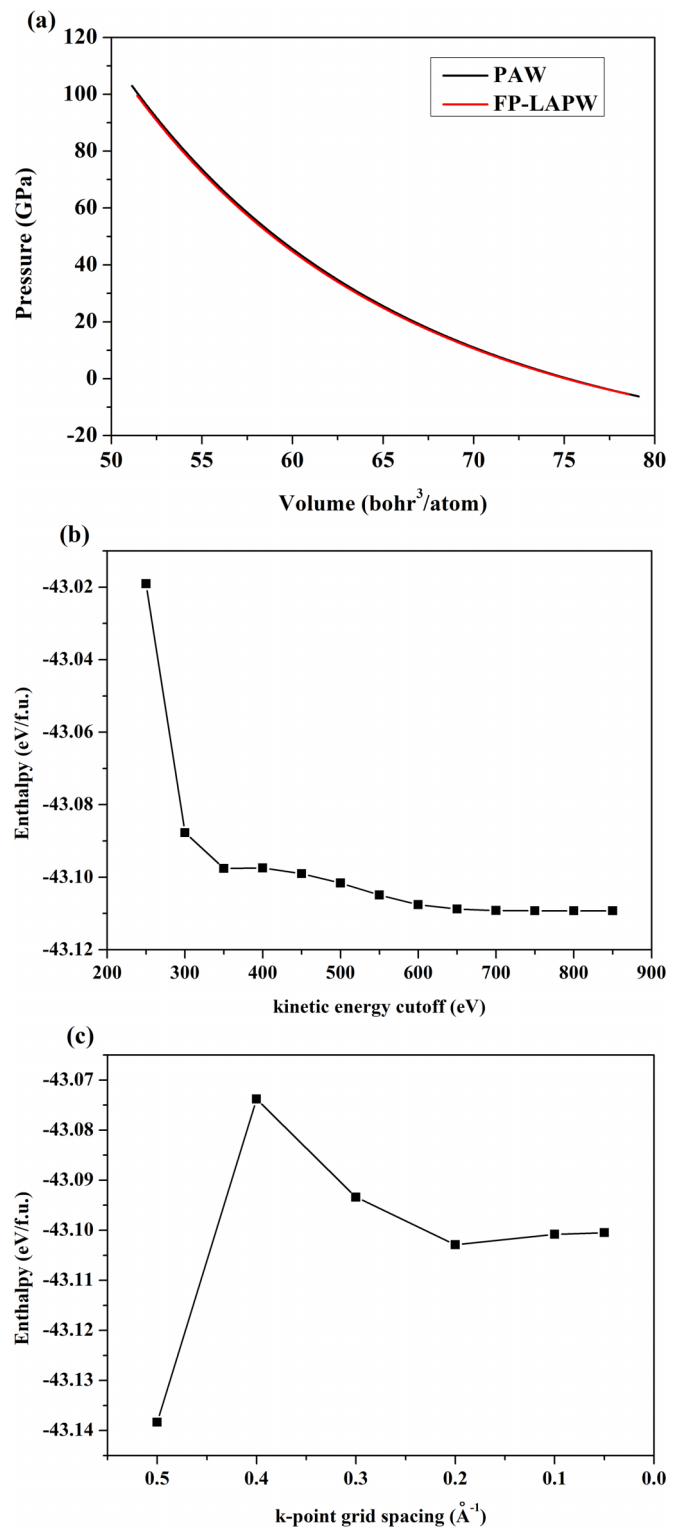 (a)
120
100
80
60
40
20
0
-20
Pressure (GPa)
PAW
FP-LAPW
50 55 60 65 70 75 80
Volume (bohr³/atom)
(b)
-43.02
-43.04
-43.06
-43.08
-43.10
-43.12
Enthalpy (eV/f.u.)
200 300 400 500 600 700 800 900
kinetic energy cutoff (eV)
(c)
-43.07
-43.08
-43.09
-43.10
-43.11
-43.12
-43.13
-43.14
Enthalpy (eV/f.u.)
0.5 0.4 0.3 0.2 0.1 0.0
k-point grid spacing (Å⁻¹)